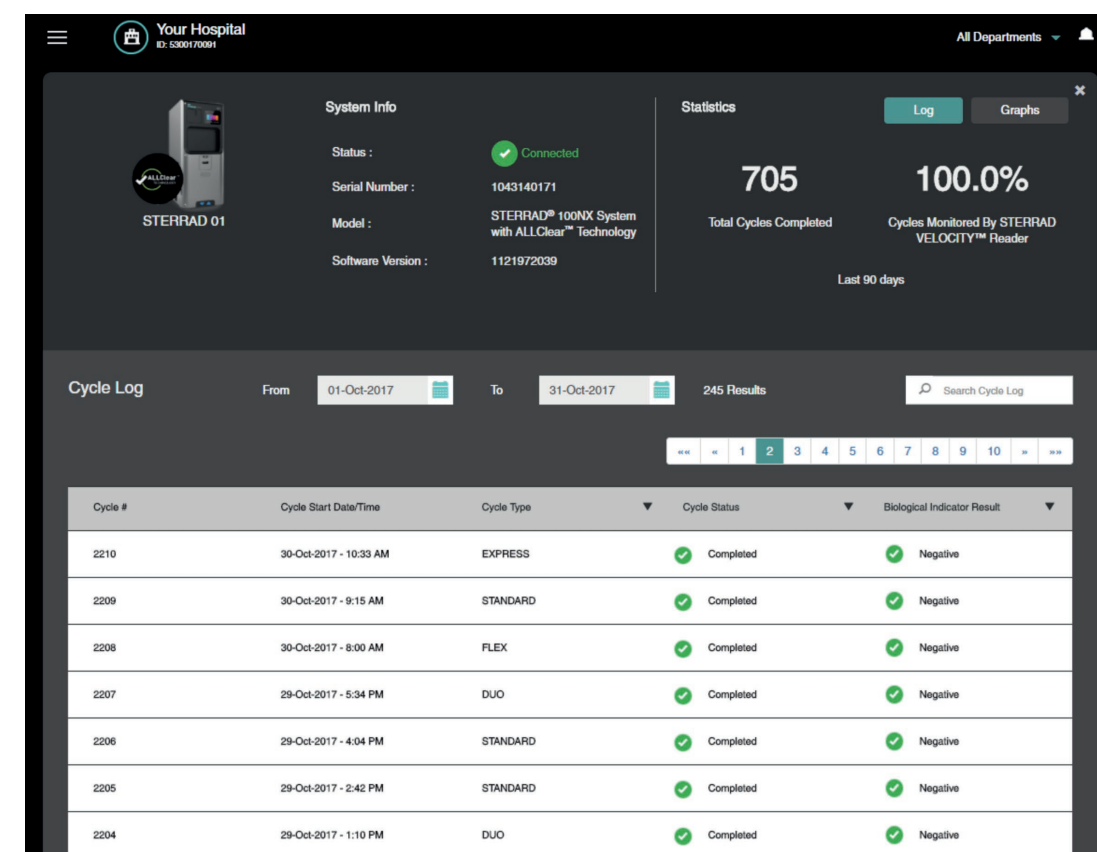 Your Hospital
ID: 5300170091
All Departments
ALLClear
STERRAD 01
System Info
Status :
Connected
Serial Number :
1043140171
Model :
STERRAD® 100NX System
with ALLClear™ Technology
Software Version :
1121972039
Statistics
Log
Graphs
705
Total Cycles Completed
100.0%
Cycles Monitored By STERRAD
VELOCITY™ Reader
Last 90 days
Cycle Log
From 01-Oct-2017 To 31-Oct-2017 245 Results Search Cycle Log
«« « 1 2 3 4 5 6 7 8 9 10 » »»
Cycle # Cycle Start Date/Time Cycle Type Cycle Status Biological Indicator Result
2210 30-Oct-2017 - 10:33 AM EXPRESS Completed Negative
2209 30-Oct-2017 - 9:15 AM STANDARD Completed Negative
2208 30-Oct-2017 - 8:00 AM FLEX Completed Negative
2207 29-Oct-2017 - 5:34 PM DUO Completed Negative
2206 29-Oct-2017 - 4:04 PM STANDARD Completed Negative
2205 29-Oct-2017 - 2:42 PM STANDARD Completed Negative
2204 29-Oct-2017 - 1:10 PM DUO Completed Negative